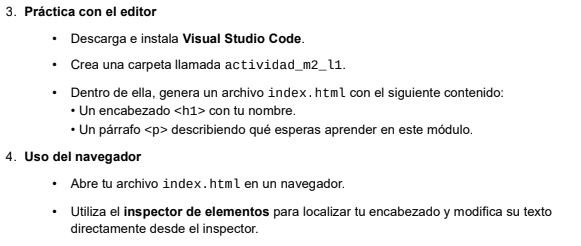 3. Práctica con el editor
• Descarga e instala Visual Studio Code.
• Crea una carpeta llamada actividad_m2_l1.
• Dentro de ella, genera un archivo index.html con el siguiente contenido:
• Un encabezado <h1> con tu nombre.
• Un párrafo <p> describiendo qué esperas aprender en este módulo.
4. Uso del navegador
• Abre tu archivo index.html en un navegador.
• Utiliza el inspector de elementos para localizar tu encabezado y modifica su texto
directamente desde el inspector.